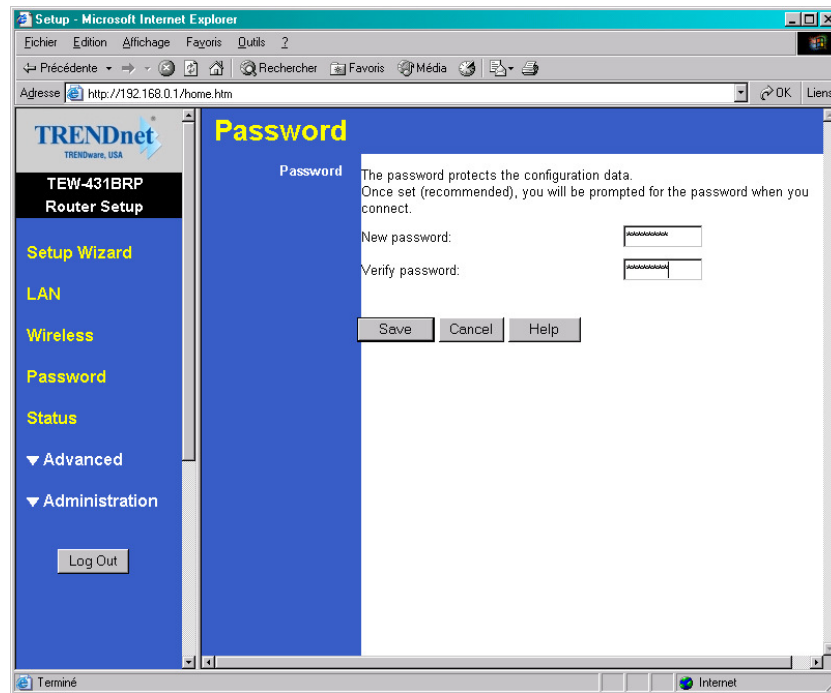 Setup - Microsoft Internet Explorer
Fichier Edition Affichage Favoris Outils ?
Précédente Rechercher Favoris Média
Adresse http://192.168.0.1/home.htm OK Liens
TRENDnet
TRENDware, USA
TEW-431BRP
Router Setup
Setup Wizard
LAN
Wireless
Password
Status
Advanced
Administration
Log Out
Password
Password
The password protects the configuration data.
Once set (recommended), you will be prompted for the password when you
connect.
New password:
Verify password:
Save Cancel Help
Terminé Internet